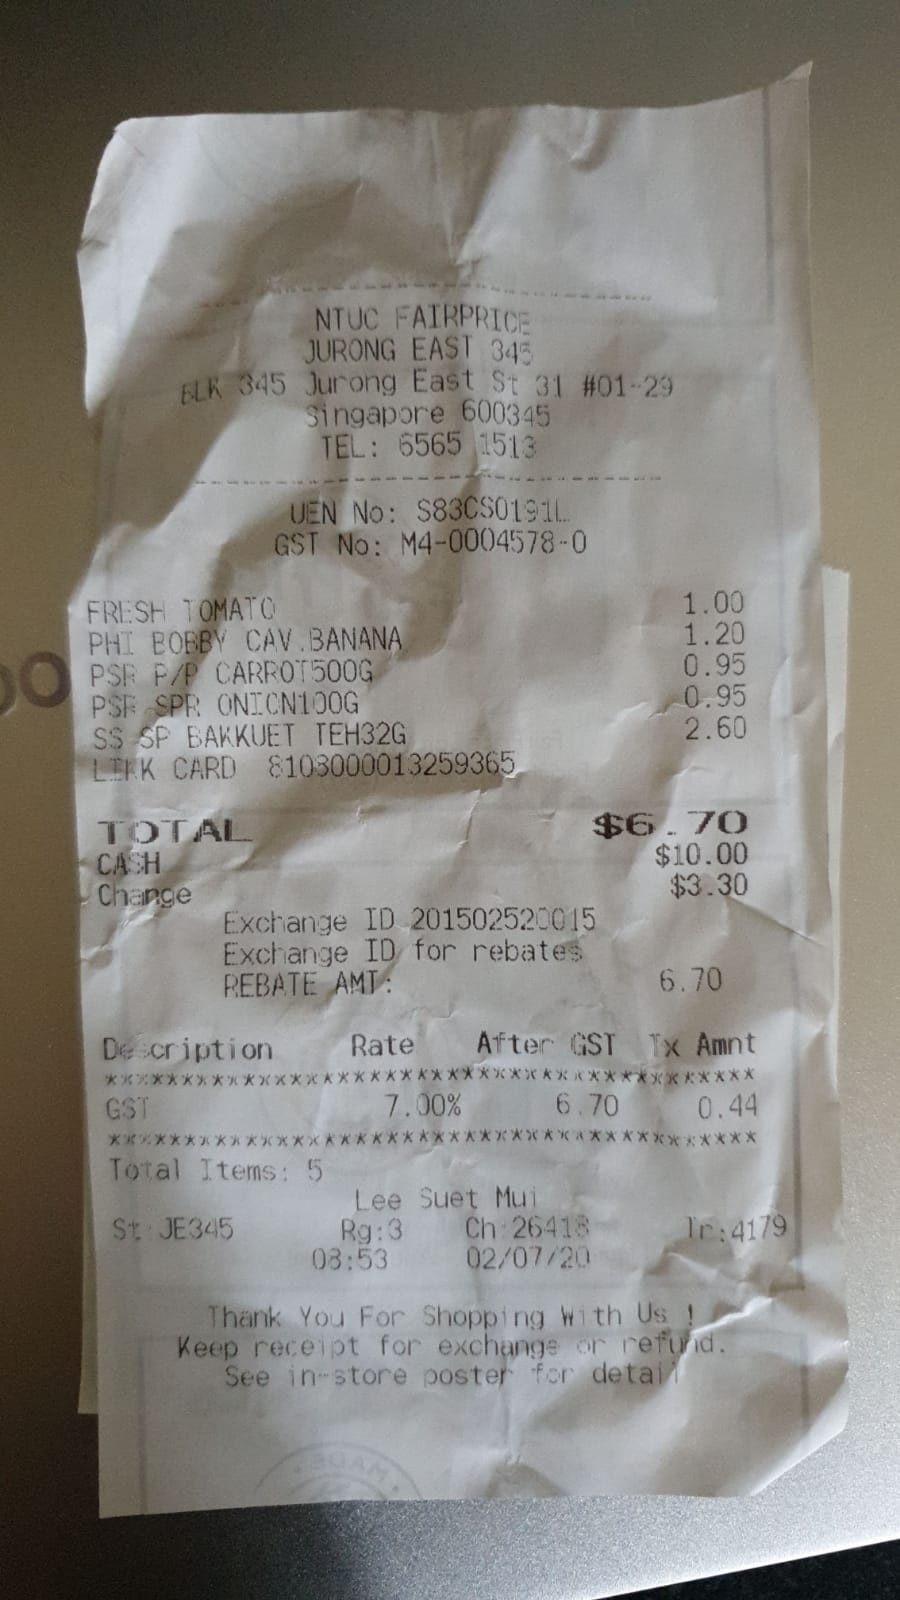 NTUC FAIRPRICE
JURONG EAST 345
BLK 345 Jurong East St 31 #01-29
Singapore 600345
TEL: 6565 1513
UEN No: S83CS0191L
GST No: M4-0004578-0
FRESH TOMATO 1.00
PHI BOBBY CAV.BANANA 1.20
PSR P/P CARROT500G 0.95
PSR SPR ONION100G 0.95
SS SP BAKKUET TEH32G 2.60
LINK CARD 8103000013259365
TOTAL $6.70
CASH $10.00
Change $3.30
Exchange ID 201502520015
Exchange ID for rebates
REBATE AMT: 6.70
Description Rate After GST Tx Amnt
*******************************************
GST 7.00% 6.70 0.44
*******************************************
Total Items: 5
Lee Suet Mui
St:JE345 Rg:3 Ch:26418 Tr:4179
08:53 02/07/20
Thank You For Shopping With Us !
Keep receipt for exchange or refund.
See in-store poster for detail